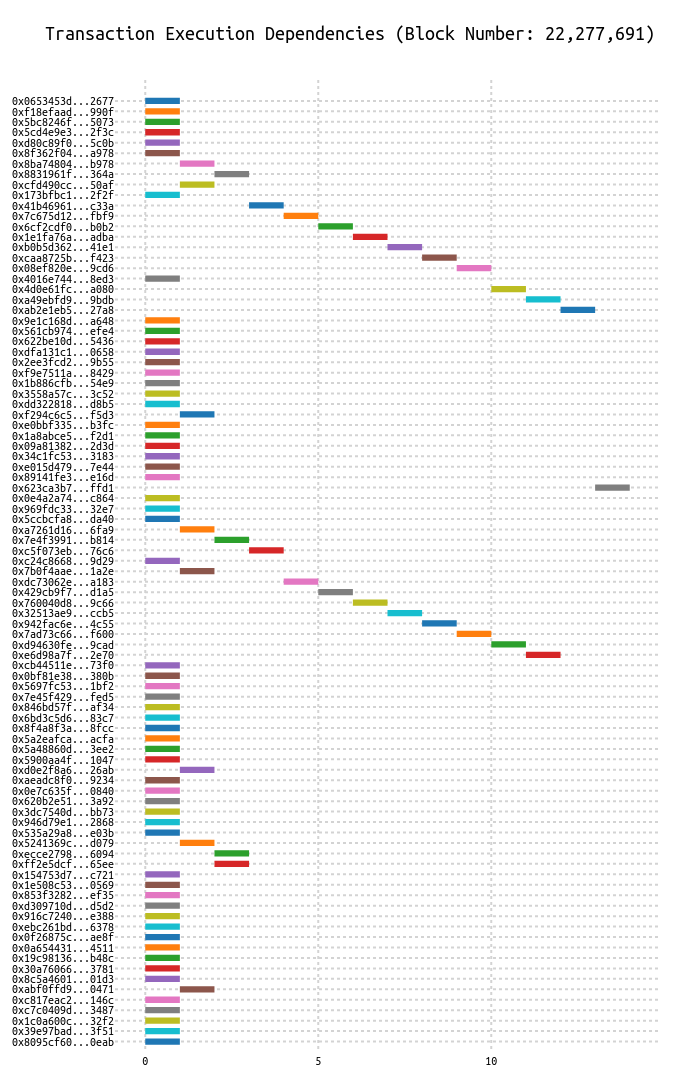 Transaction Execution Dependencies (Block Number: 22,277,691)
0x0653453d...2677
0xf18efaad...990f
0x5bc8246f...5073
0x5cd4e9e3...2f3c
0xd80c89f0...5c0b
0x8f362f04...a978
0x8ba74804...b978
0x8831961f...364a
0xcfd490cc...50af
0x173bfbc1...2f2f
0x41b46961...c33a
0x7c675d12...fbf9
0x6cf2cdf0...b0b2
0x1e1fa76a...adba
0xb0b5d362...41e1
0xcaa8725b...f423
0x08ef820e...9cd6
0x4016e744...8ed3
0x4d0e61fc...a080
0xa49ebfd9...9bdb
0xab2e1eb5...27a8
0x9e1c168d...a648
0x561cb974...efe4
0x622be10d...5436
0xdfa131c1...0658
0x2ee3fcd2...9b55
0xf9e7511a...8429
0x1b886cfb...54e9
0x3558a57c...3c52
0xdd322818...d8b5
0xf294c6c5...f5d3
0xe0bbf335...b3fc
0x1a8abce5...f2d1
0x09a81382...2d3d
0x34c1fc53...3183
0xe015d479...7e44
0x89141fe3...e16d
0x623ca3b7...ffd1
0x0e4a2a74...c864
0x969fdc33...32e7
0x5ccbcfa8...da40
0xa7261d16...6fa9
0x7e4f3991...b814
0xc5f073eb...76c6
0xc24c8668...9d29
0x7b0f4aae...1a2e
0xdc73062e...a183
0x429cb9f7...d1a5
0x760040d8...9c66
0x32513ae9...ccb5
0x942fac6e...4c55
0x7ad73c66...f600
0xd94630fe...9cad
0xe6d98a7f...2e70
0xcb44511e...73f0
0x0bf81e38...380b
0x5697fc53...1bf2
0x7e45f429...fed5
0x846bd57f...af34
0x6bd3c5d6...83c7
0x8f4a8f3a...8fcc
0x5a2eafca...acfa
0x5a48860d...3ee2
0x5900aa4f...1047
0xd0e2f8a6...26ab
0xaeadc8f0...9234
0x0e7c635f...0840
0x620b2e51...3a92
0x3dc7540d...bb73
0x946d79e1...2868
0x535a29a8...e03b
0x5241369c...d079
0xecce2798...6094
0xff2e5dcf...65ee
0x154753d7...c721
0x1e508c53...0569
0x853f3282...ef35
0xd309710d...d5d2
0x916c7240...e388
0xebc261bd...6378
0x0f26875c...ae8f
0x0a654431...4511
0x19c98136...b48c
0x30a76066...3781
0x8c5a4601...01d3
0xabf0ffd9...0471
0xc817eac2...146c
0xc7c0409d...3487
0x1c0a600c...32f2
0x39e97bad...3f51
0x8095cf60...0eab
0 5 10